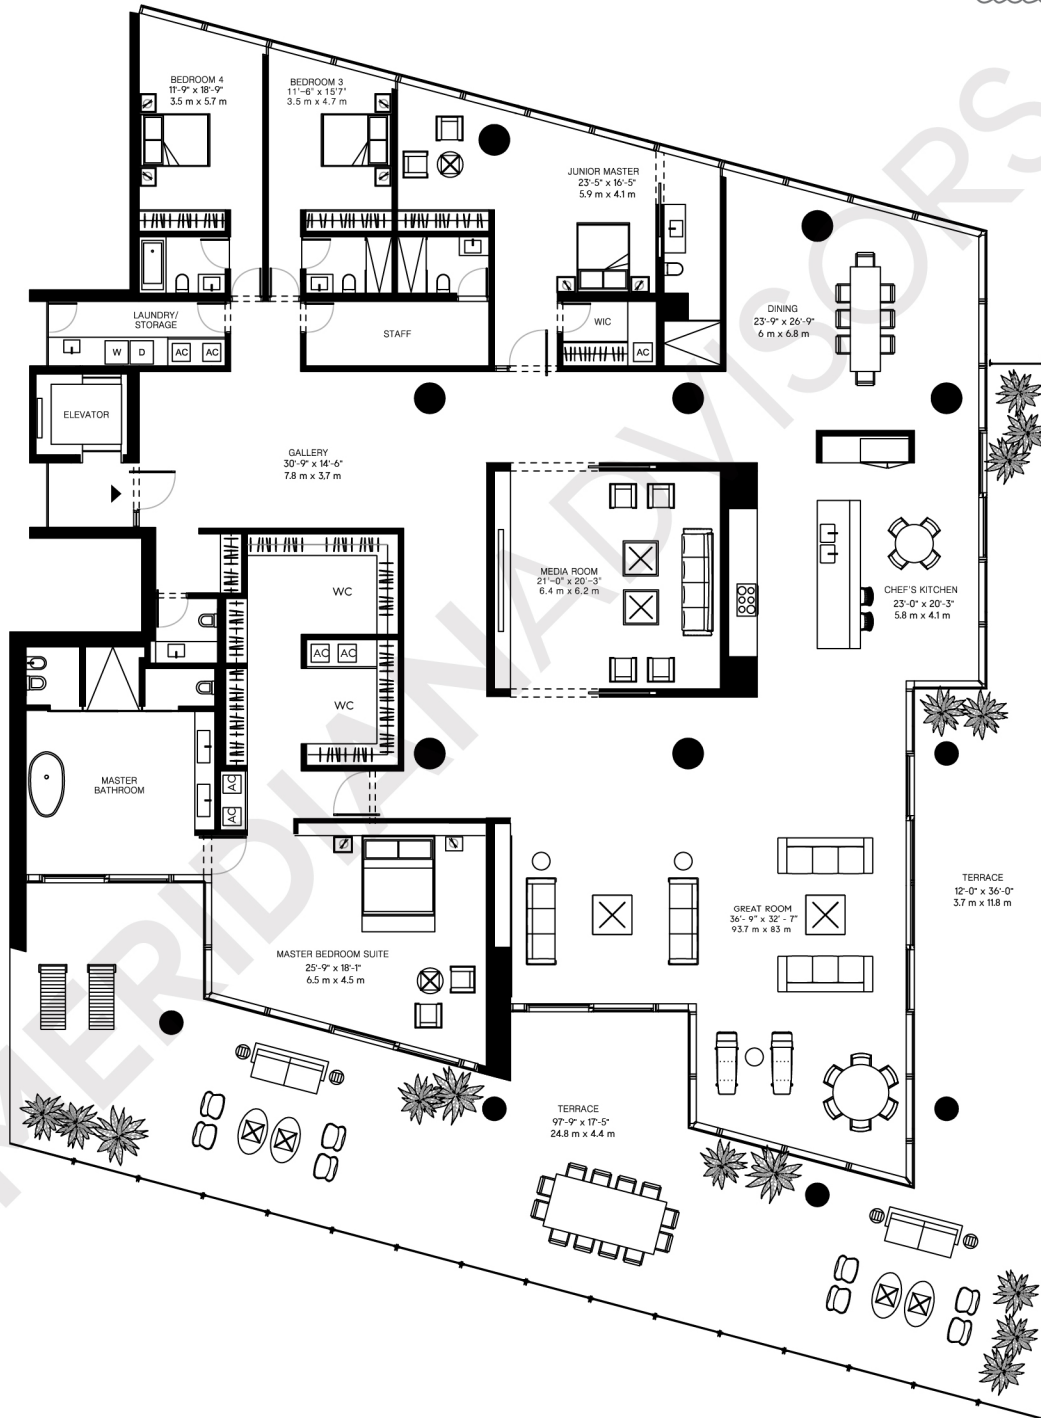 BEDROOM 4
11'-9" x 18'-9"
3.5 m x 5.7 m
BEDROOM 3
11'-6" x 15'7"
3.5 m x 4.7 m
JUNIOR MASTER
23'-5" x 16'-5"
5.9 m x 4.1 m
DINING
23'-9" x 26'-9"
6 m x 6.8 m
LAUNDRY/
STORAGE
W
D
AC
AC
STAFF
WIC
AC
ELEVATOR
GALLERY
30'-9" x 14'-6"
7.8 m x 3,7 m
MEDIA ROOM
21'-0" x 20'-3"
6.4 m x 6.2 m
CHEF'S KITCHEN
23'-0" x 20'-3"
5.8 m x 4.1 m
WC
AC
AC
WC
MASTER
BATHROOM
AC
AC
MASTER BEDROOM SUITE
25'-9" x 18'-1"
6.5 m x 4.5 m
GREAT ROOM
36'- 9" x 32' - 7"
93.7 m x 83 m
TERRACE
12'-0" x 36'-0"
3.7 m x 11.8 m
TERRACE
97'-9" x 17'-5"
24.8 m x 4.4 m
MERIDIAN ADVISORS